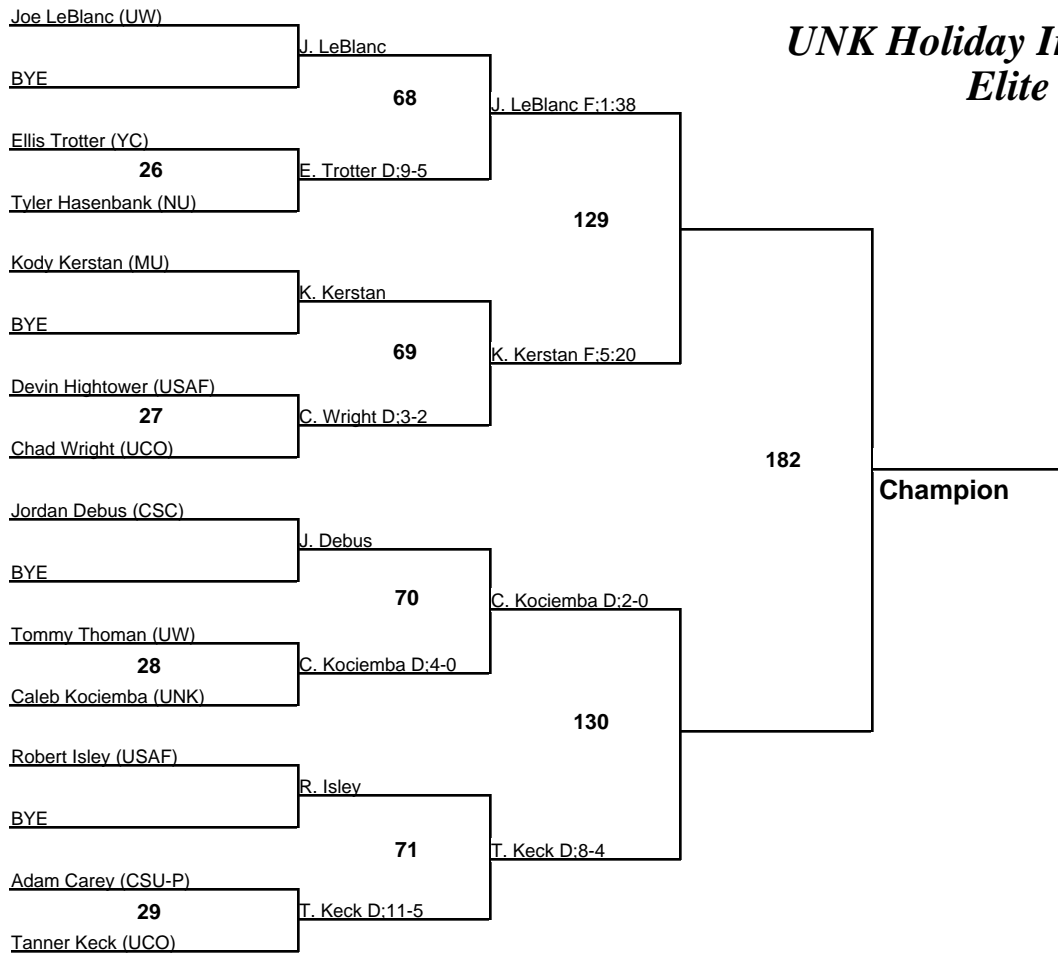 UNK Holiday I
Elite
Joe LeBlanc (UW)
J. LeBlanc
BYE
68
J. LeBlanc F;1:38
Ellis Trotter (YC)
26
E. Trotter D;9-5
Tyler Hasenbank (NU)
129
Kody Kerstan (MU)
K. Kerstan
BYE
69
K. Kerstan F;5:20
Devin Hightower (USAF)
27
C. Wright D;3-2
Chad Wright (UCO)
182
Champion
Jordan Debus (CSC)
J. Debus
BYE
70
C. Kociemba D;2-0
Tommy Thoman (UW)
28
C. Kociemba D;4-0
Caleb Kociemba (UNK)
130
Robert Isley (USAF)
R. Isley
BYE
71
T. Keck D;8-4
Adam Carey (CSU-P)
29
T. Keck D;11-5
Tanner Keck (UCO)